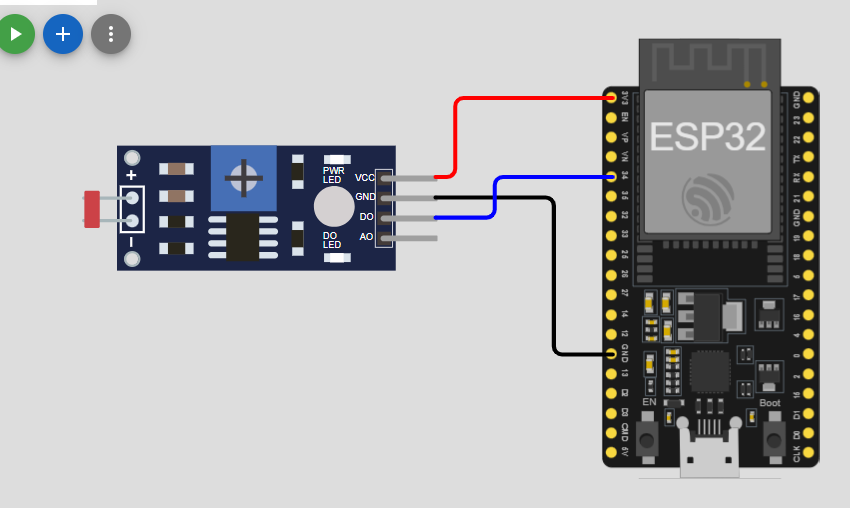 +
PWR
LED
VCC
GND
DO
AO
DO
LED
ESP32
3V3
EN
VP
VN
34
35
32
33
25
26
27
14
12
GND
13
D2
D3
CMD
5V
GND
23
22
TX
RX
21
GND
19
18
5
17
16
4
0
2
15
D1
D0
CLK
EN
Boot